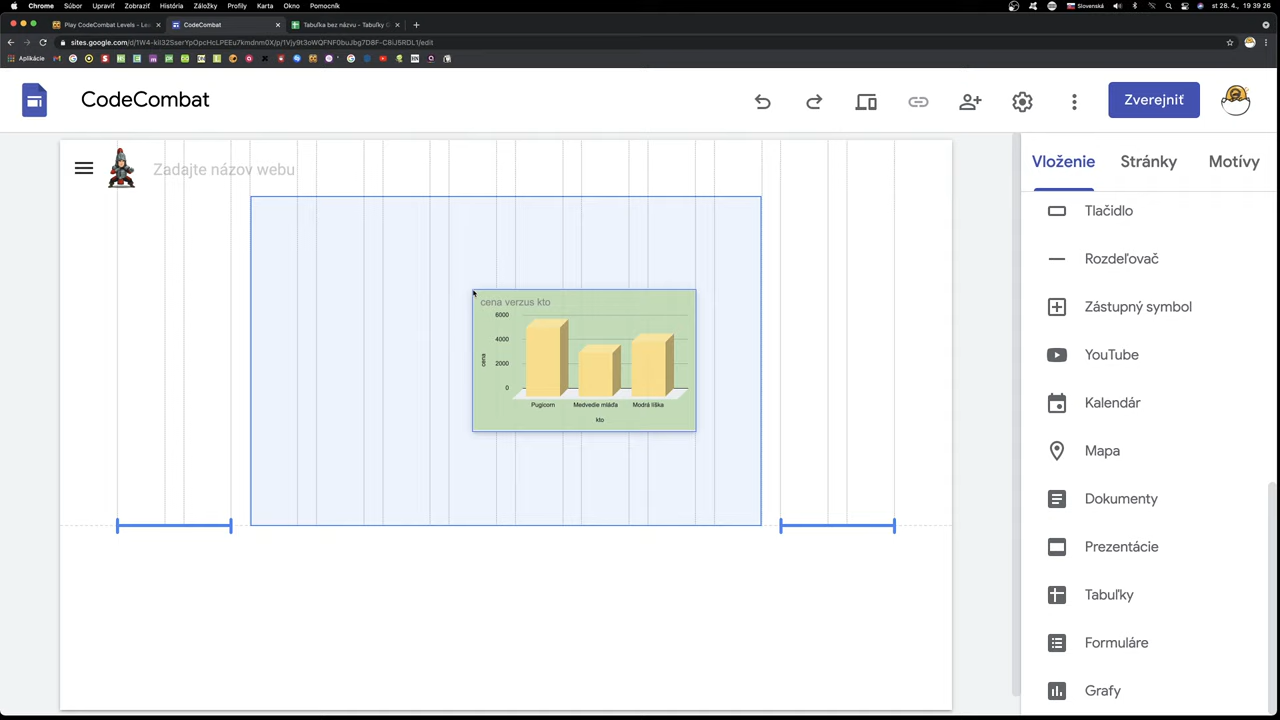 Chrome Súbor Upraviť Zobraziť História Záložky Profily Karta Okno Pomocník Slovenská st 28. 4., 19 39 26
Play CodeCombat Levels - Lea
CodeCombat
Tabuľka bez názvu - Tabuľky G
Aplikácie
CodeCombat
Zverejniť
Zadajte názov webu
Vloženie Stránky Motívy
Tlačidlo
Rozdeľovač
Zástupný symbol
YouTube
Kalendár
Mapa
Dokumenty
Prezentácie
Tabuľky
Formuláre
Grafy
cena verzus kto
6000
4000
2000
0
cena
Pugicorn Medvedie mláďa Modrá líška
kto